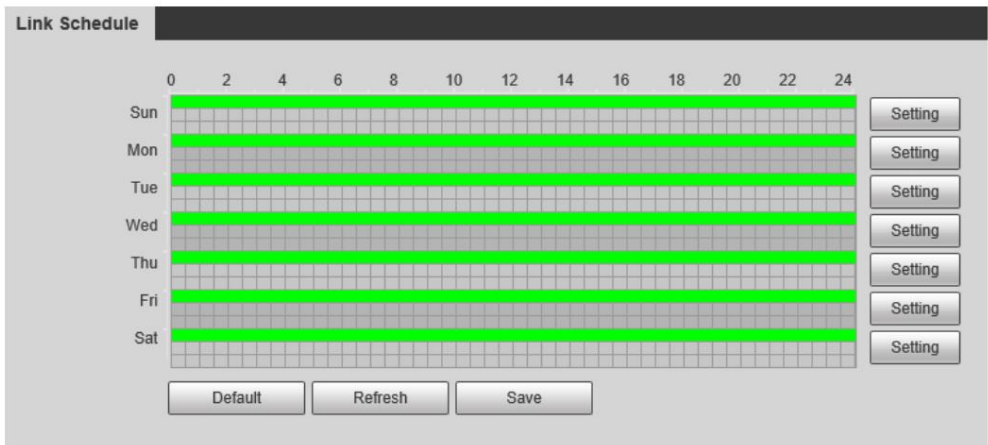 Link Schedule
0 2 4 6 8 10 12 14 16 18 20 22 24
Sun Setting
Mon Setting
Tue Setting
Wed Setting
Thu Setting
Fri Setting
Sat Setting
Default Refresh Save